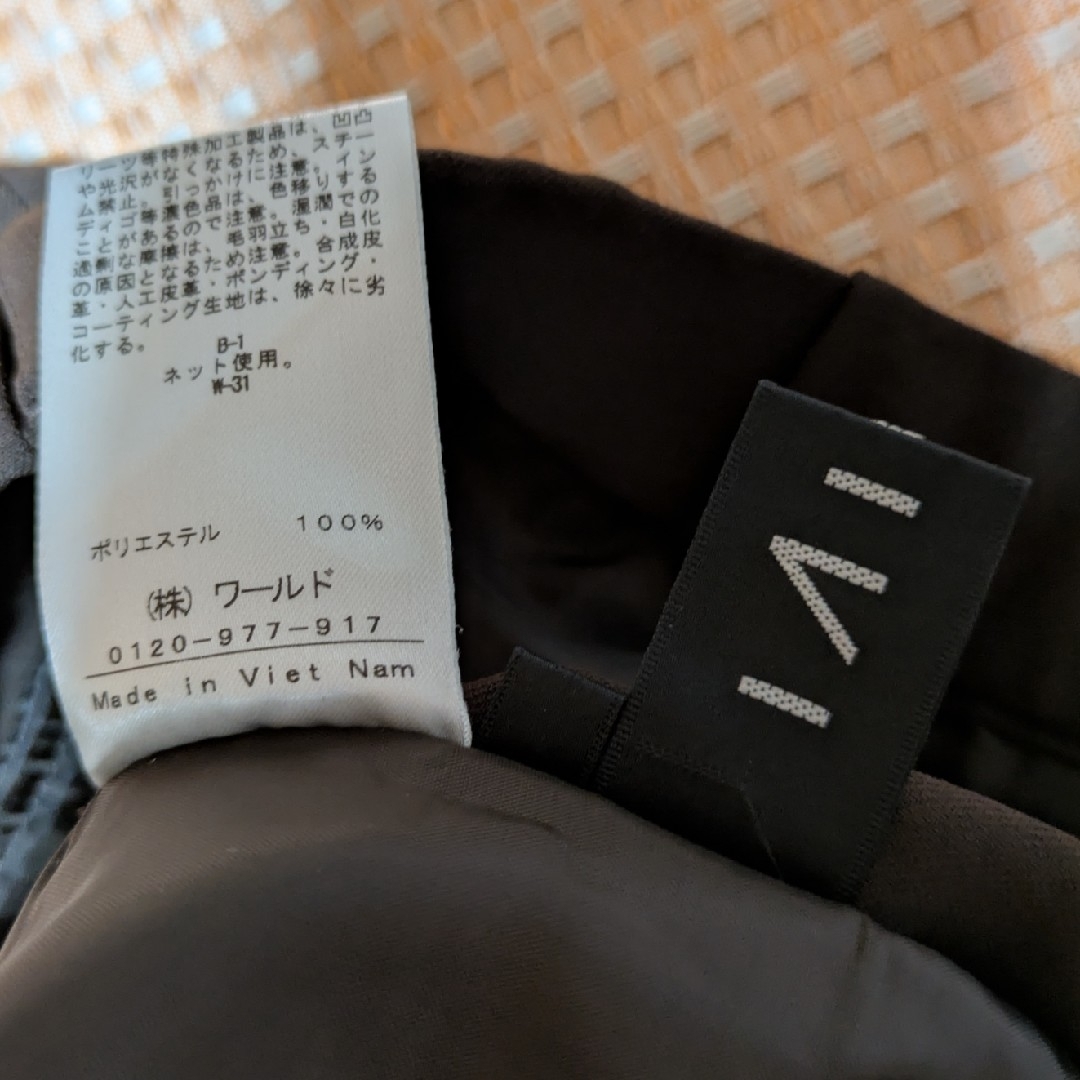 リーツ等特殊加工製品は、凹凸
や光沢がなくなるため、スチー
ム禁止。引っかけに注意。イン
ディゴ等濃色品は、色移りする
ことがあるので注意。湿潤での
過剰な摩擦は、毛羽立ち・白化
の原因となるため注意。合成皮
革・人工皮革・ボンディング・
コーティング生地は、徐々に劣
化する。
B-1
ネット使用。
W-31
ポリエステル 100%
(株) ワールド
0120-977-917
Made in Viet Nam